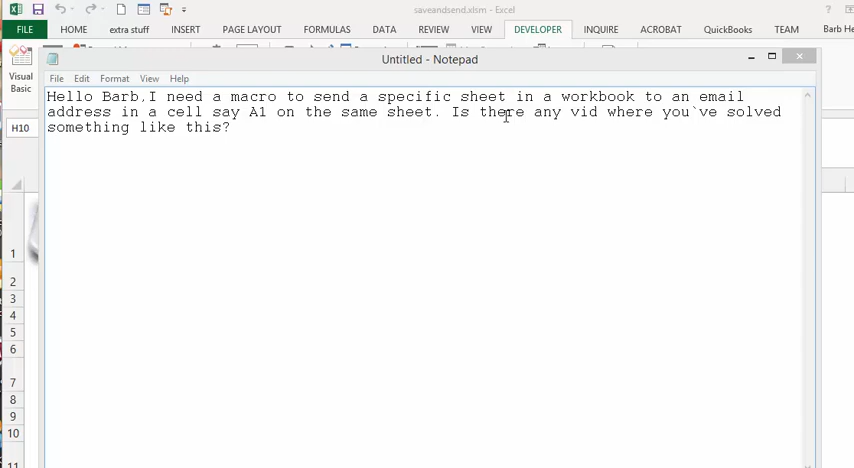 saveandsend.xlsm - Excel
FILE HOME extra stuff INSERT PAGE LAYOUT FORMULAS DATA REVIEW VIEW DEVELOPER INQUIRE ACROBAT QuickBooks TEAM Barb He
Visual
Basic
Untitled - Notepad
File Edit Format View Help
Hello Barb,I need a macro to send a specific sheet in a workbook to an email
address in a cell say A1 on the same sheet. Is there any vid where you`ve solved
something like this?
H10
1
2
3
4
5
6
7
8
9
10
11